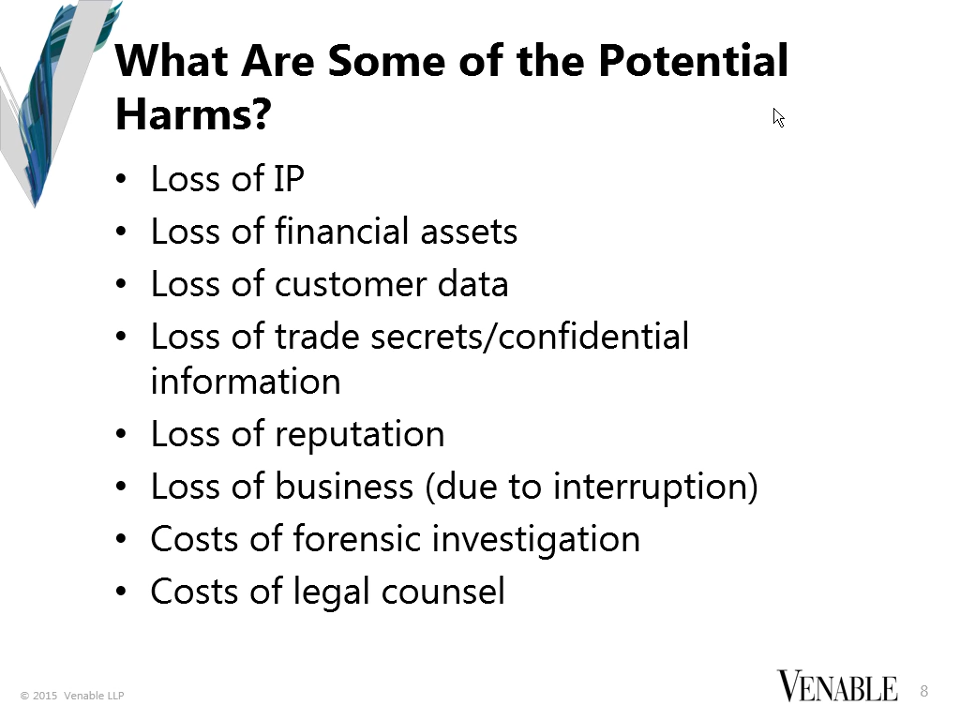 What Are Some of the Potential
Harms?
• Loss of IP
• Loss of financial assets
• Loss of customer data
• Loss of trade secrets/confidential
information
• Loss of reputation
• Loss of business (due to interruption)
• Costs of forensic investigation
• Costs of legal counsel
© 2015 Venable LLP
VENABLE
8